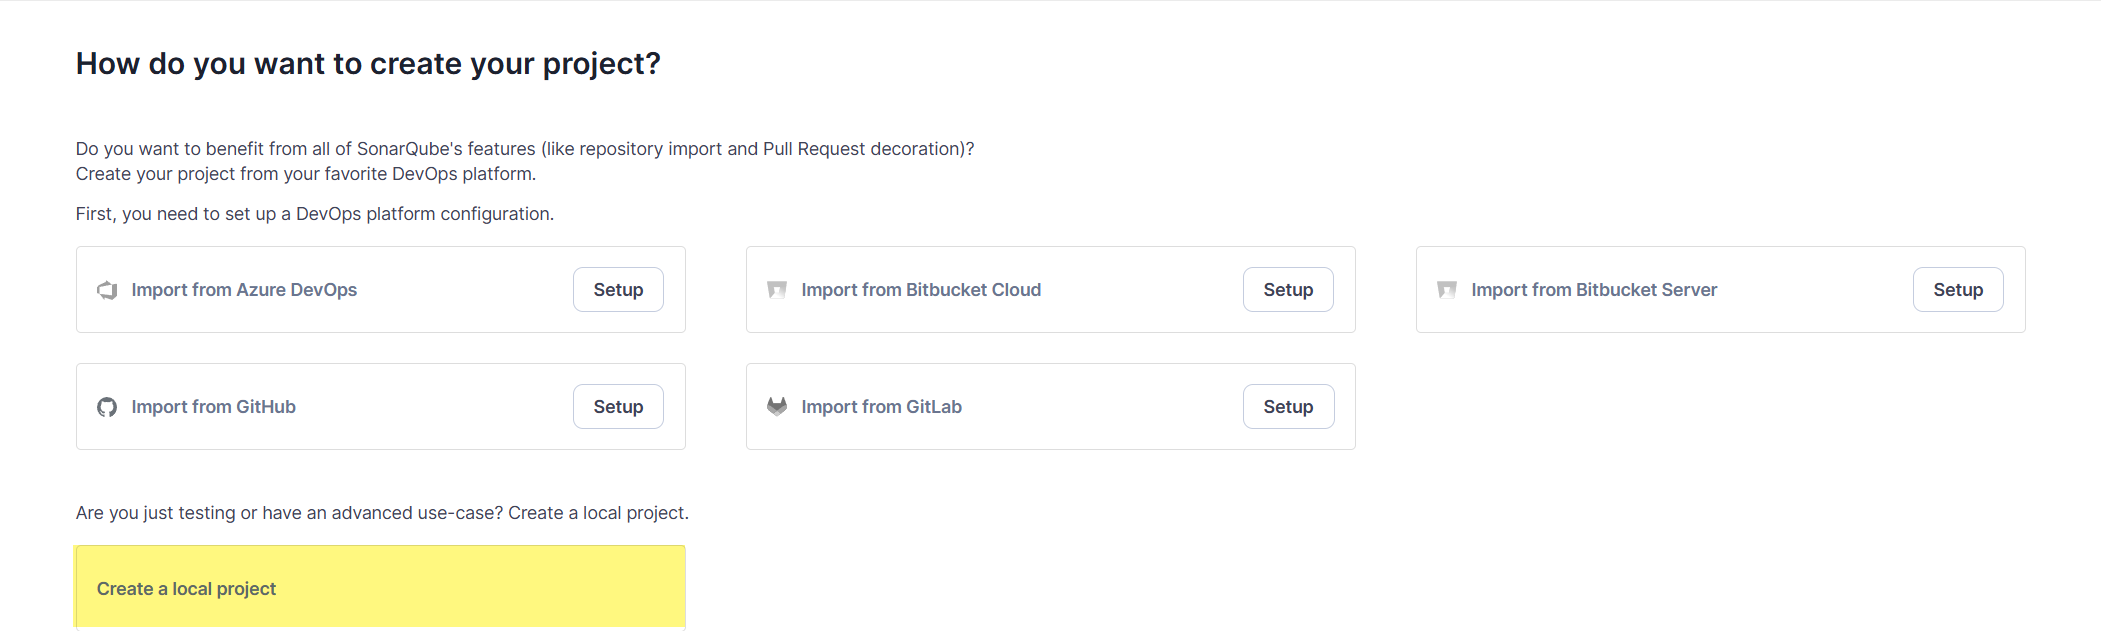 How do you want to create your project?
Do you want to benefit from all of SonarQube's features (like repository import and Pull Request decoration)?
Create your project from your favorite DevOps platform.
First, you need to set up a DevOps platform configuration.
Import from Azure DevOps Setup
Import from Bitbucket Cloud Setup
Import from Bitbucket Server Setup
Import from GitHub Setup
Import from GitLab Setup
Are you just testing or have an advanced use-case? Create a local project.
Create a local project